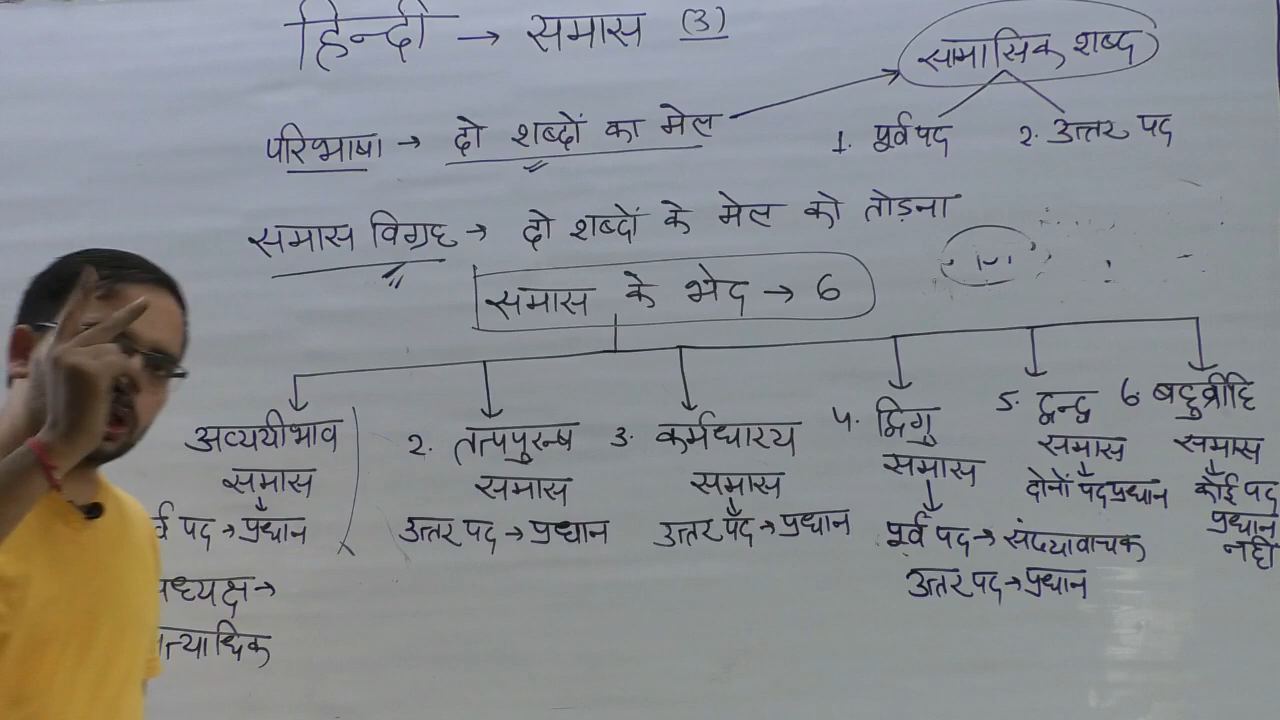 हिन्दी → समास (3)
सामासिक शब्द
परिभाषा → दो शब्दों का मेल
1. पूर्वपद 2. उत्तर पद
समास विग्रह → दो शब्दों के मेल को तोड़ना
समास के भेद → 6
अव्ययीभाव
समास
र्व पद → प्रधान
2. तत्पपुरुष
समास
उत्तर पद → प्रधान
3. कर्मधारय
समास
उत्तर पद → प्रधान
4. द्विगु
समास
पूर्व पद → संख्यावाचक
उत्तर पद → प्रधान
5. द्वन्द्व
समास
दोनों पद प्रधान
6 बहुव्रीहि
समास
कोई पद
प्रधान
नही
ध्यक्ष →
त्याधिक